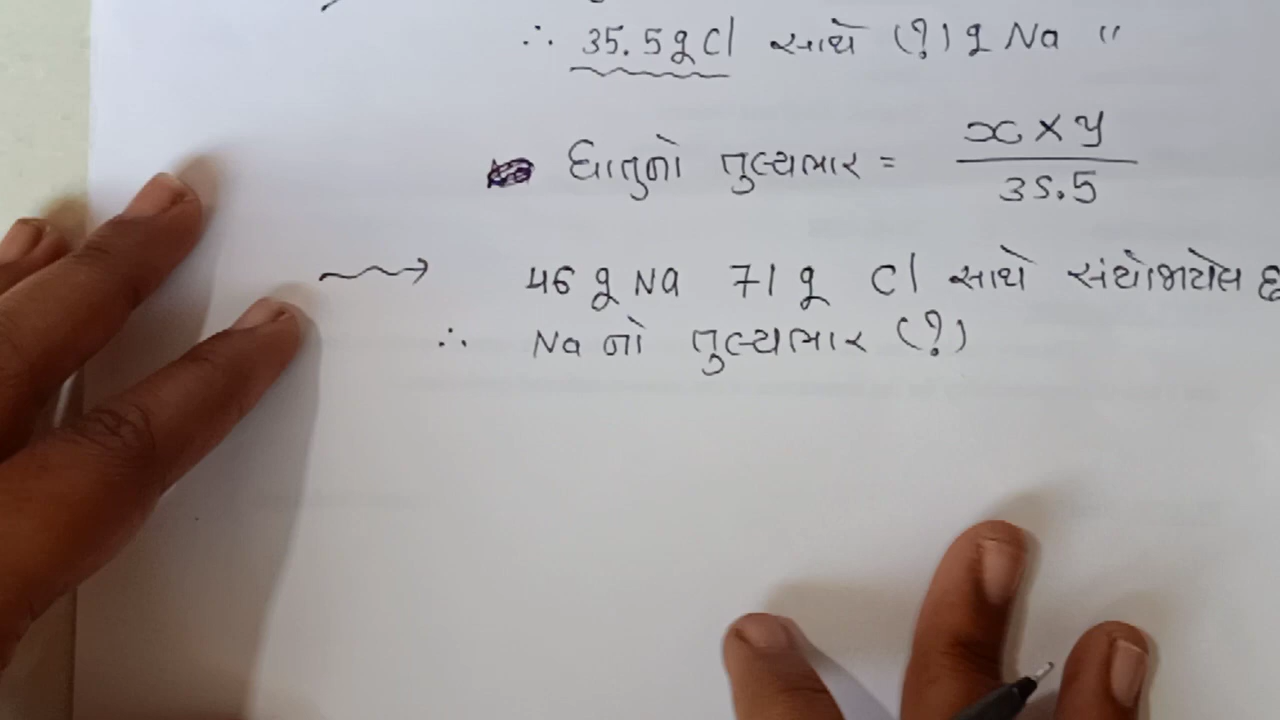 ∴ 35.5 ગ્રૂ Cl સાથે (?) ગ્રૂ Na "
ધાતુનો તુલ્યભાર = x × y / 35.5
46 ગ્રૂ Na 71 ગ્રૂ Cl સાથે સંયોજાયેલ છે
∴ Na નો તુલ્યભાર (?)